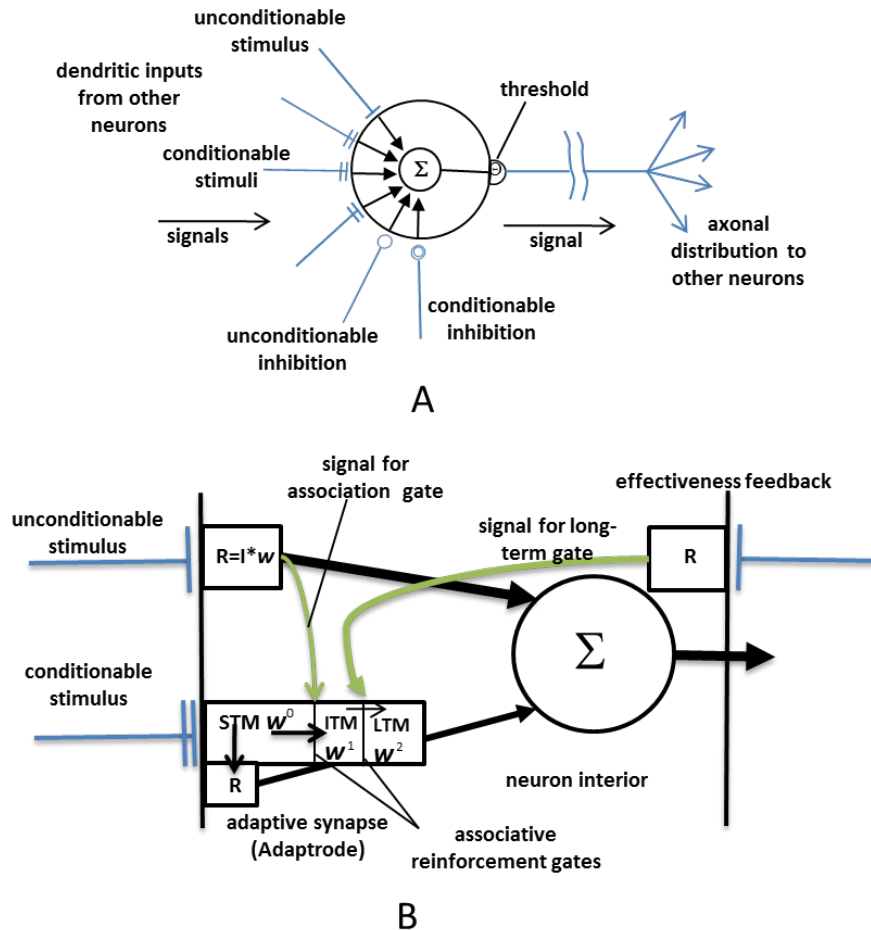 unconditionable
stimulus
dendritic inputs
from other
neurons
threshold
conditionable
stimuli
Σ
Θ
signals
signal
axonal
distribution to
other neurons
unconditionable
inhibition
conditionable
inhibition
A
signal for
association gate
effectiveness feedback
unconditionable
stimulus
signal for long-
term gate
R=I*w
R
Σ
conditionable
stimulus
STM w⁰
ITM
w¹
LTM
w²
R
neuron interior
adaptive synapse
(Adaptrode)
associative
reinforcement gates
B